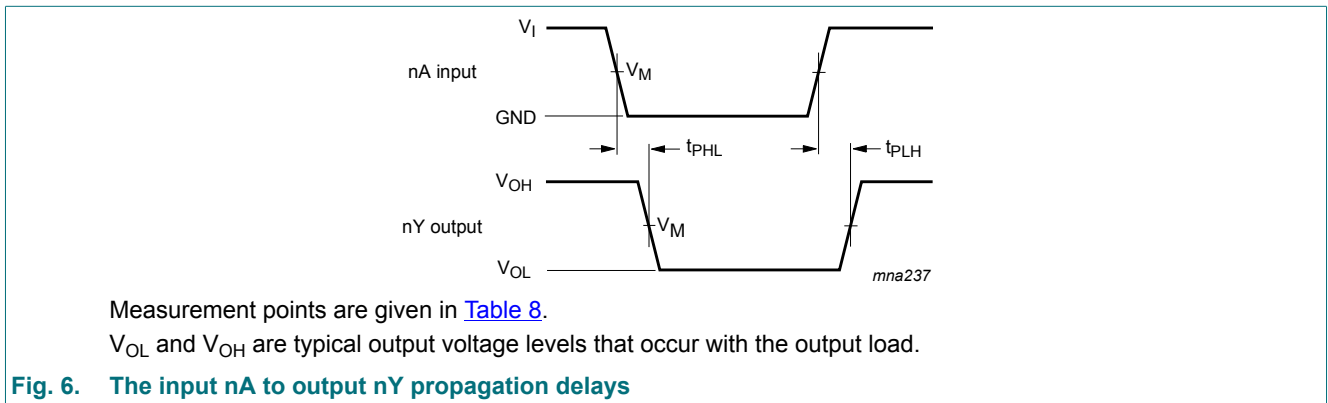 V_I
nA input
V_M
GND
t_PHL
t_PLH
V_OH
nY output
V_M
V_OL
mna237
Measurement points are given in Table 8.
V_OL and V_OH are typical output voltage levels that occur with the output load.
Fig. 6. The input nA to output nY propagation delays